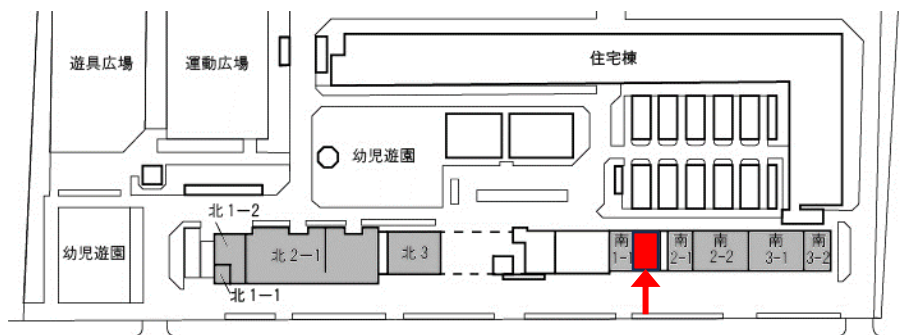 遊具広場
運動広場
住宅棟
幼児遊園
幼児遊園
北1-2
北2-1
北3
北1-1
南
1-1
南
2-1
南
2-2
南
3-1
南
3-2